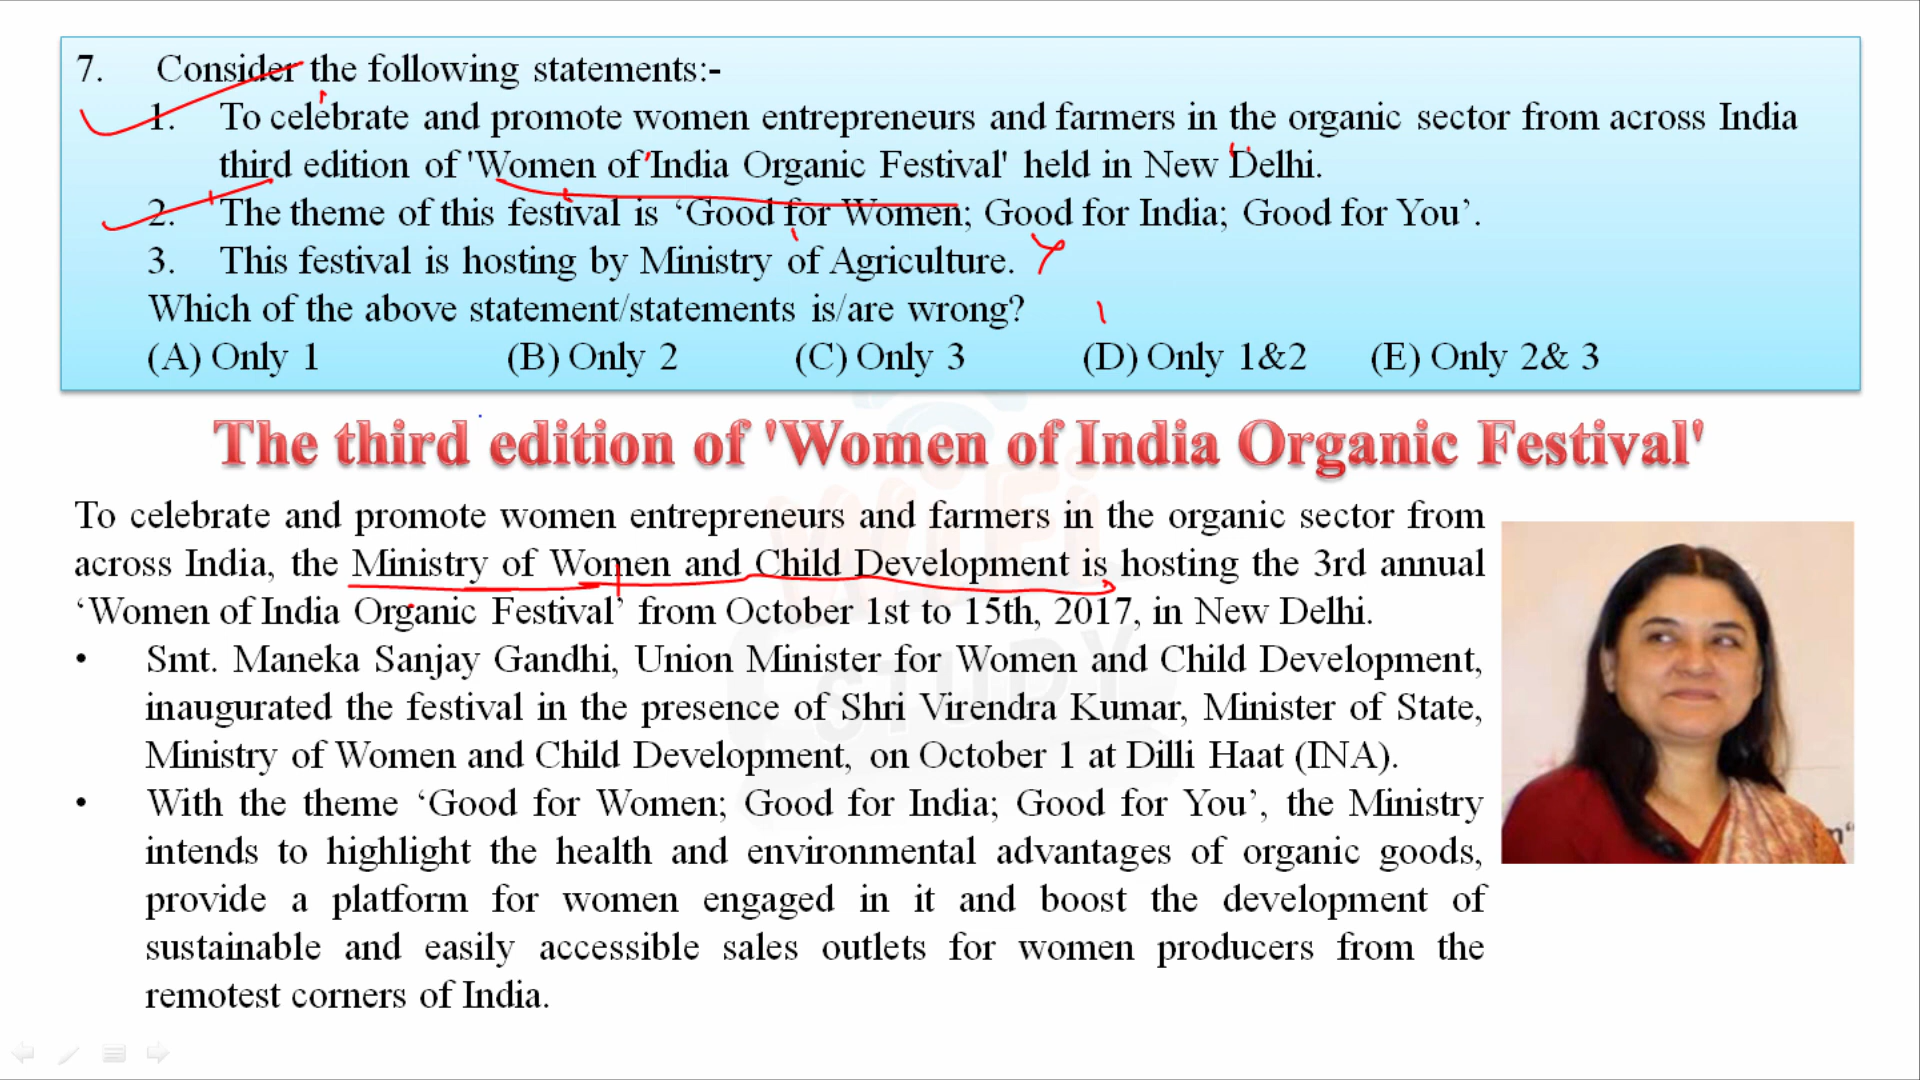 7. Consider the following statements:-
1. To celebrate and promote women entrepreneurs and farmers in the organic sector from across India
third edition of 'Women of India Organic Festival' held in New Delhi.
2. The theme of this festival is ‘Good for Women; Good for India; Good for You’.
3. This festival is hosting by Ministry of Agriculture.
Which of the above statement/statements is/are wrong?
(A) Only 1 (B) Only 2 (C) Only 3 (D) Only 1&2 (E) Only 2& 3
The third edition of 'Women of India Organic Festival'
To celebrate and promote women entrepreneurs and farmers in the organic sector from
across India, the Ministry of Women and Child Development is hosting the 3rd annual
‘Women of India Organic Festival’ from October 1st to 15th, 2017, in New Delhi.
• Smt. Maneka Sanjay Gandhi, Union Minister for Women and Child Development,
inaugurated the festival in the presence of Shri Virendra Kumar, Minister of State,
Ministry of Women and Child Development, on October 1 at Dilli Haat (INA).
• With the theme ‘Good for Women; Good for India; Good for You’, the Ministry
intends to highlight the health and environmental advantages of organic goods,
provide a platform for women engaged in it and boost the development of
sustainable and easily accessible sales outlets for women producers from the
remotest corners of India.
WiFi
STUDY